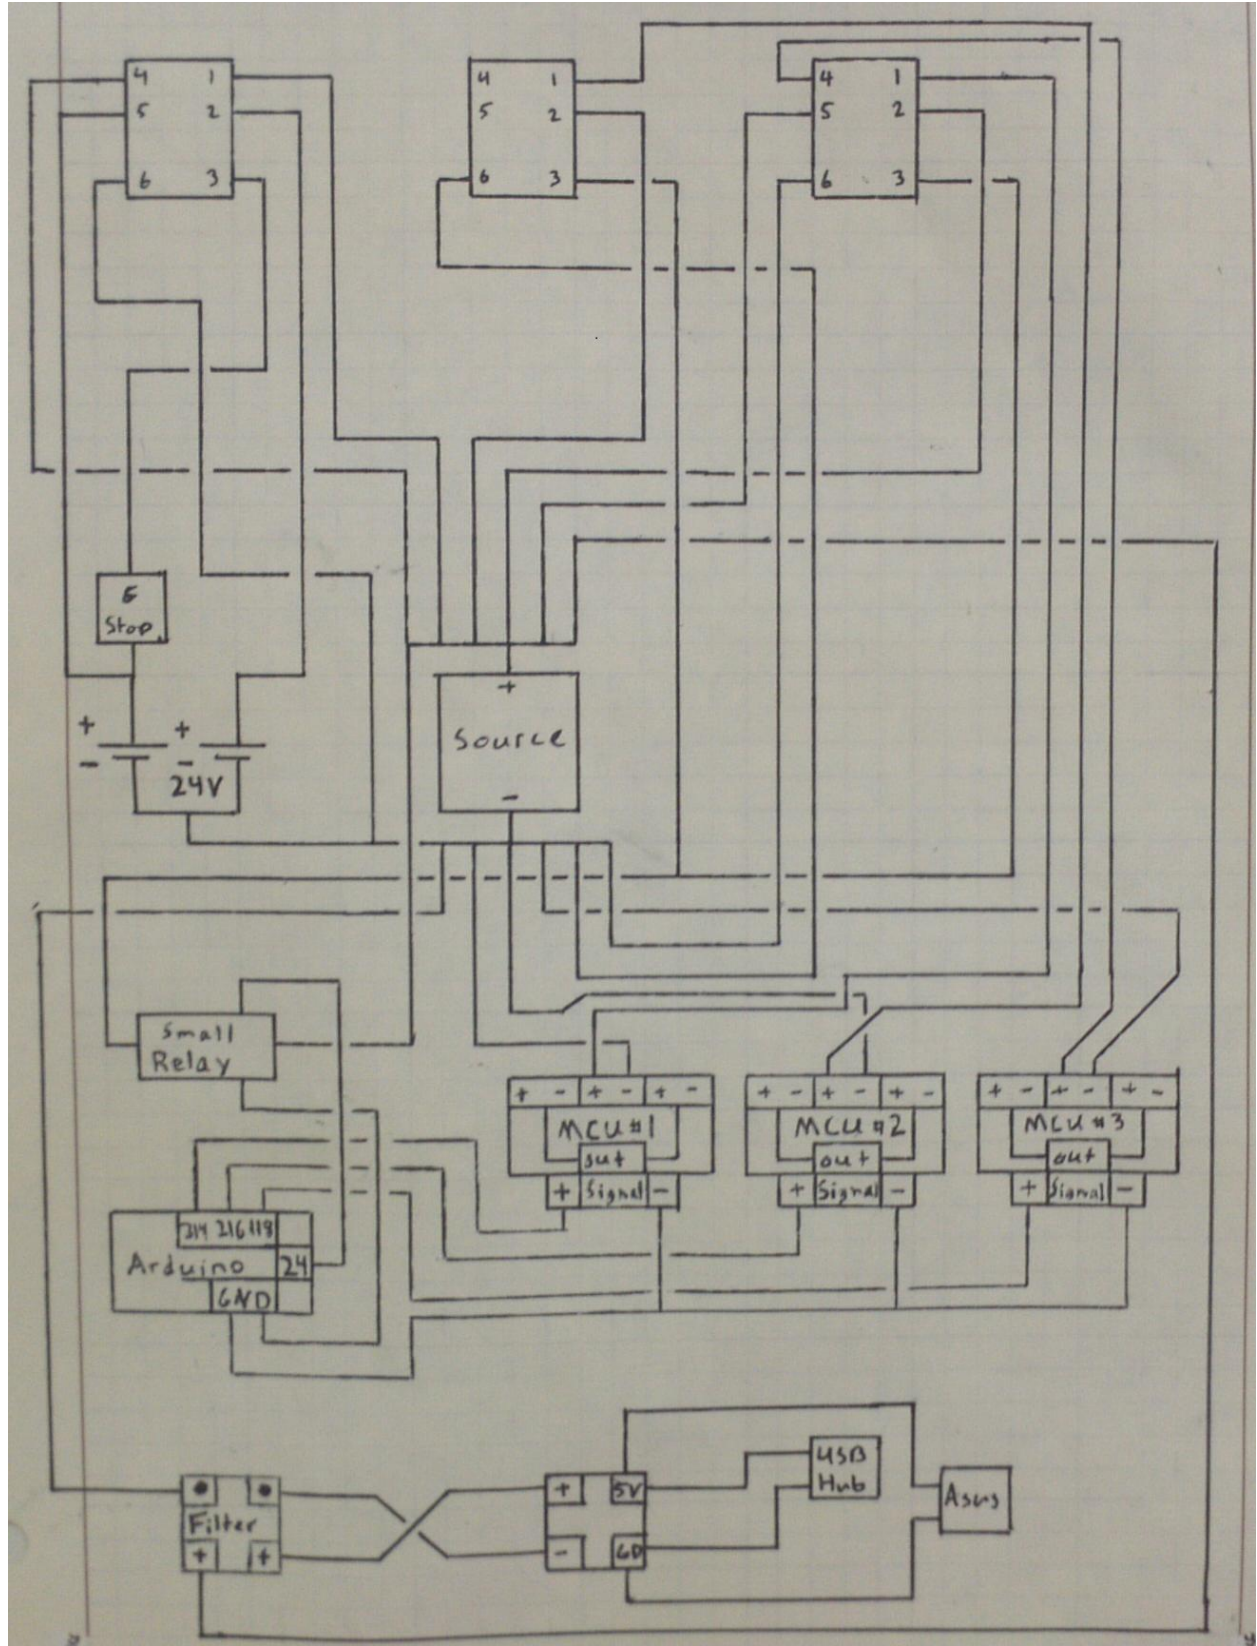 4 1
5 2
6 3
4 1
5 2
6 3
4 1
5 2
6 3
E
Stop
+
Source
-
+ +
- -
24V
Small
Relay
+ - + - + -
MCU #1
out
+ Signal -
+ - + - + -
MCU #2
out
+ Signal -
+ - + - + -
MCU #3
out
+ Signal -
Arduino
24
GND
USB
Hub
Asus
Filter
+ +
+ 5V
- GD